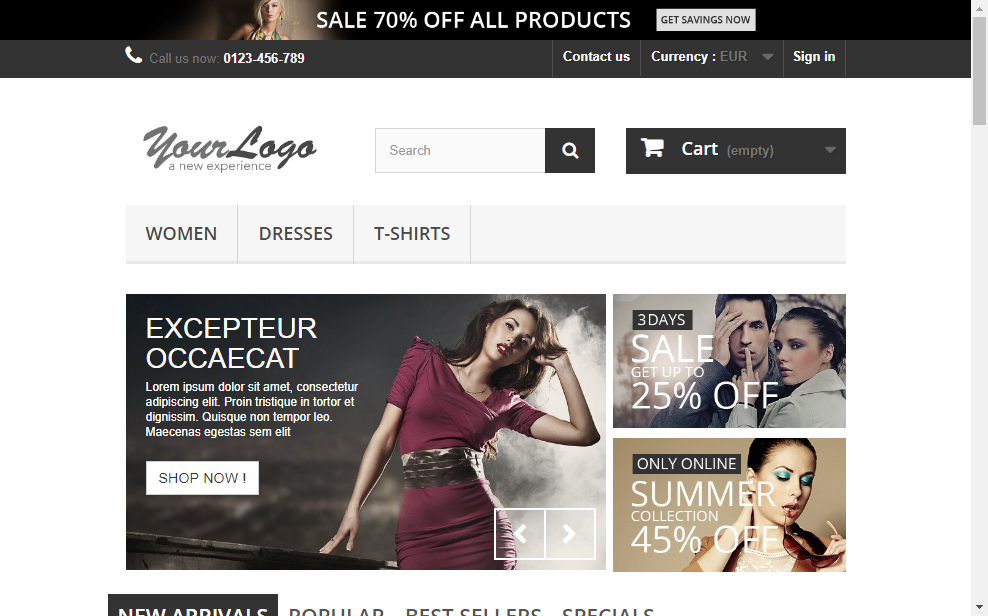 SALE 70% OFF ALL PRODUCTS GET SAVINGS NOW
Call us now: 0123-456-789 Contact us Currency : EUR Sign in
YourLogo
a new experience
Search
Cart (empty)
WOMEN DRESSES T-SHIRTS
EXCEPTEUR
OCCAECAT
Lorem ipsum dolor sit amet, consectetur
adipiscing elit. Proin tristique in tortor et
dignissim. Quisque non tempor leo.
Maecenas egestas sem elit
SHOP NOW !
3DAYS
SALE
GET UP TO
25% OFF
ONLY ONLINE
SUMMER
COLLECTION
45% OFF
NEW ARRIVALS POPULAR BEST SELLERS SPECIALS